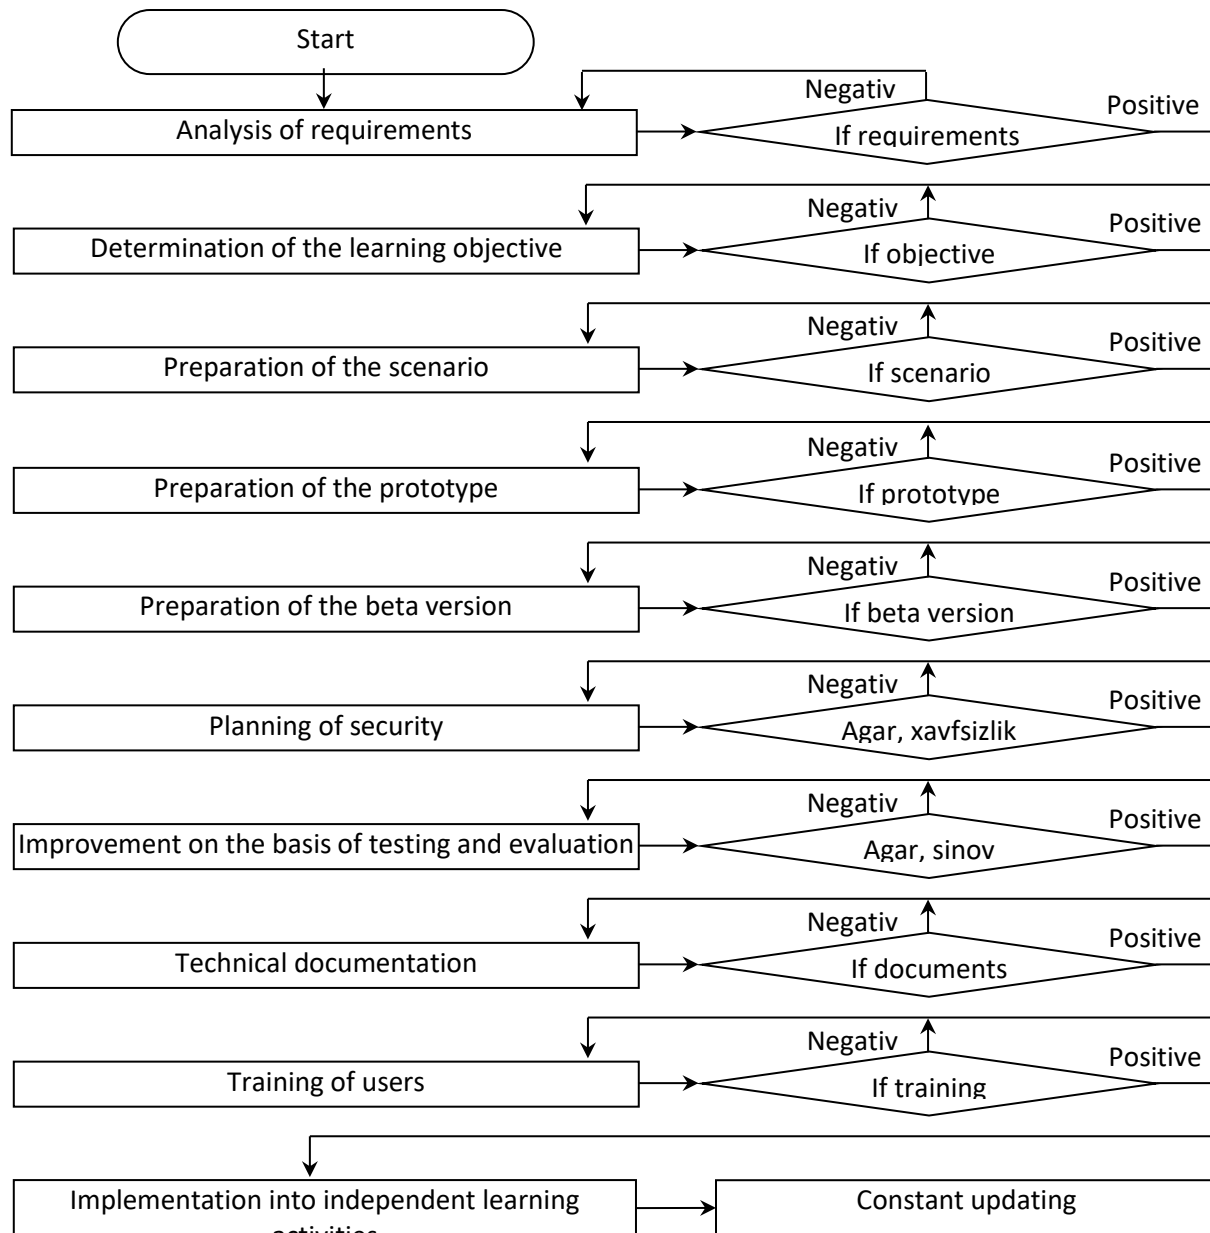 Start
Negativ
Positive
Analysis of requirements
If requirements
Negativ
Positive
Determination of the learning objective
If objective
Negativ
Positive
Preparation of the scenario
If scenario
Negativ
Positive
Preparation of the prototype
If prototype
Negativ
Positive
Preparation of the beta version
If beta version
Negativ
Positive
Planning of security
Agar, xavfsizlik
Negativ
Positive
Improvement on the basis of testing and evaluation
Agar, sinov
Negativ
Positive
Technical documentation
If documents
Negativ
Positive
Training of users
If training
Implementation into independent learning
activities
Constant updating